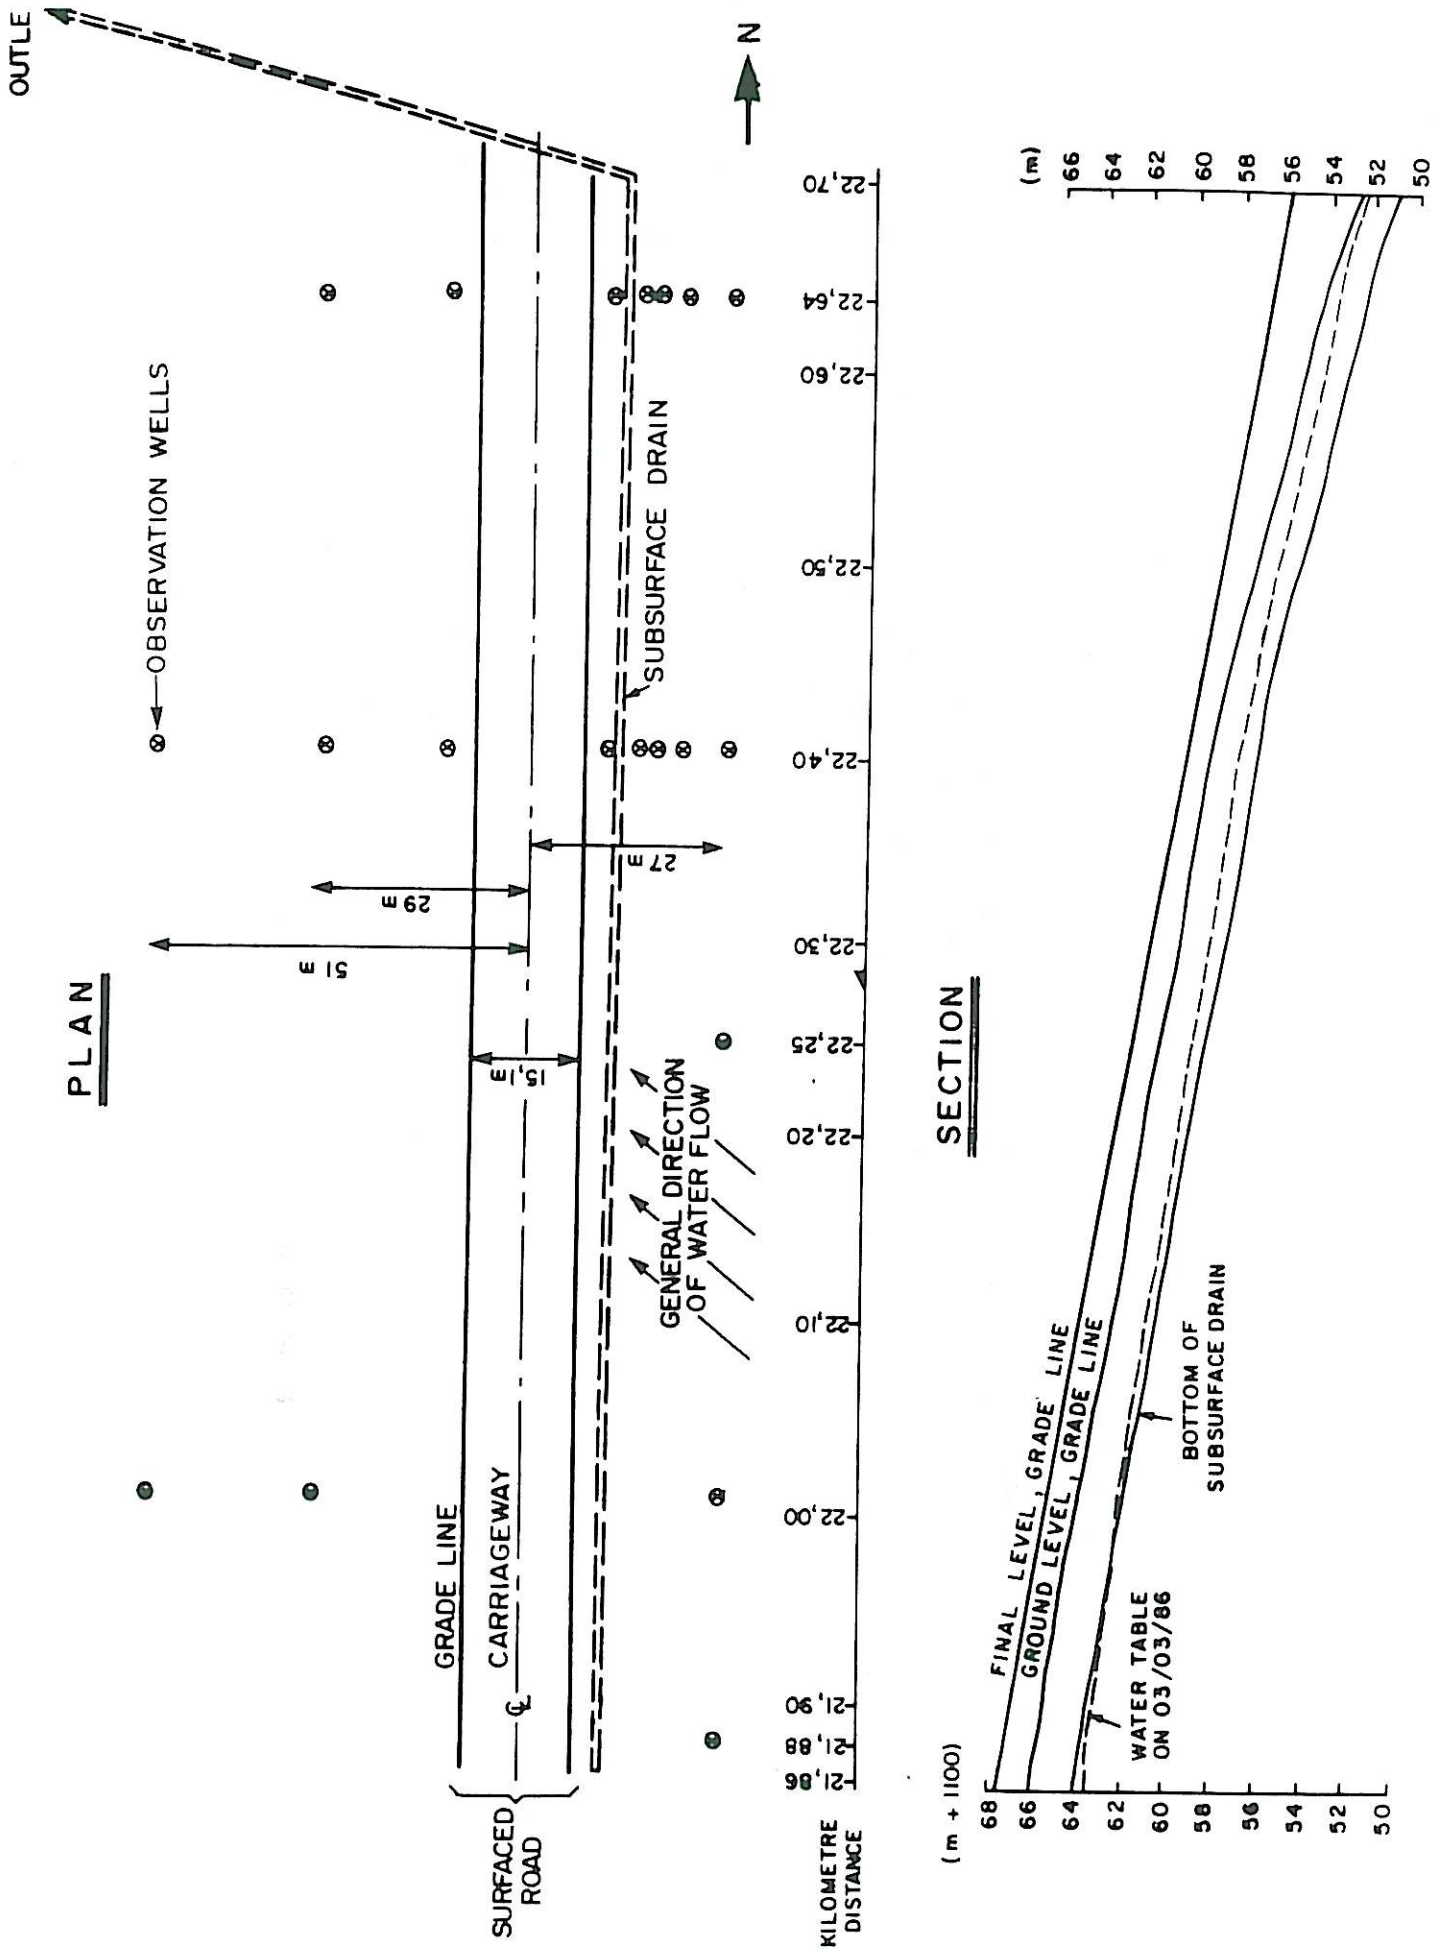 PLAN
OUTLE
OBSERVATION WELLS
N
51 m
29 m
27 m
15,1m
GRADE LINE
CARRIAGEWAY
℄
SURFACED
ROAD
SUBSURFACE DRAIN
GENERAL DIRECTION
OF WATER FLOW
KILOMETRE
DISTANCE
21,86
21,88
21,90
22,00
22,10
22,20
22,25
22,30
22,40
22,50
22,60
22,64
22,70
SECTION
(m + 1100)
68
66
64
62
60
58
56
54
52
50
(m)
66
64
62
60
58
56
54
52
50
FINAL LEVEL, GRADE LINE
GROUND LEVEL, GRADE LINE
WATER TABLE
ON 03/03/86
BOTTOM OF
SUBSURFACE DRAIN